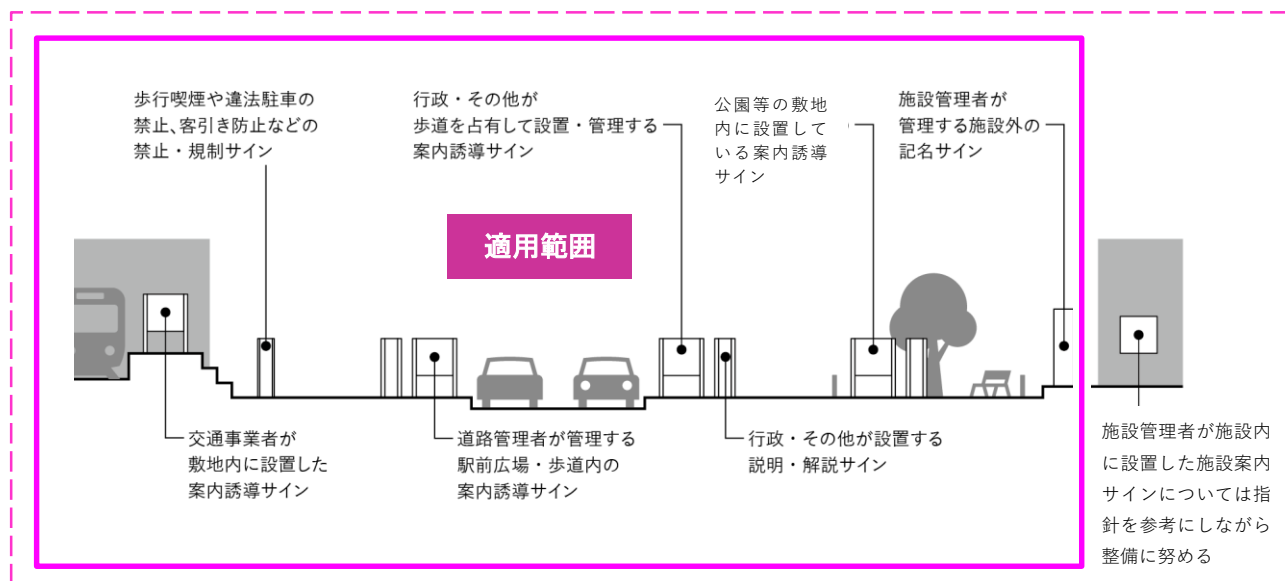 歩行喫煙や違法駐車の
禁止、客引き防止などの
禁止・規制サイン
行政・その他が
歩道を占有して設置・管理する
案内誘導サイン
公園等の敷地
内に設置して
いる案内誘導
サイン
施設管理者が
管理する施設外の
記名サイン
適用範囲
交通事業者が
敷地内に設置した
案内誘導サイン
道路管理者が管理する
駅前広場・歩道内の
案内誘導サイン
行政・その他が設置する
説明・解説サイン
施設管理者が施設内
に設置した施設案内
サインについては指
針を参考にしながら
整備に努める